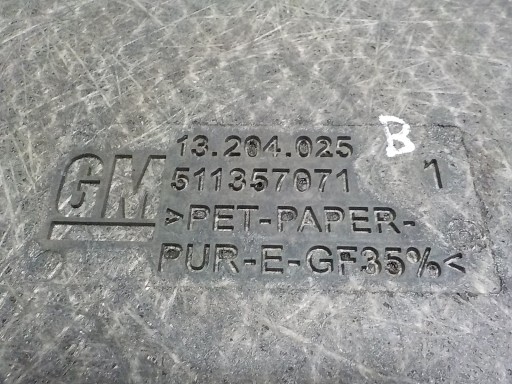 B
13.204.025
GM
511357071
1
>PET-PAPER-
PUR-E-GF35%<